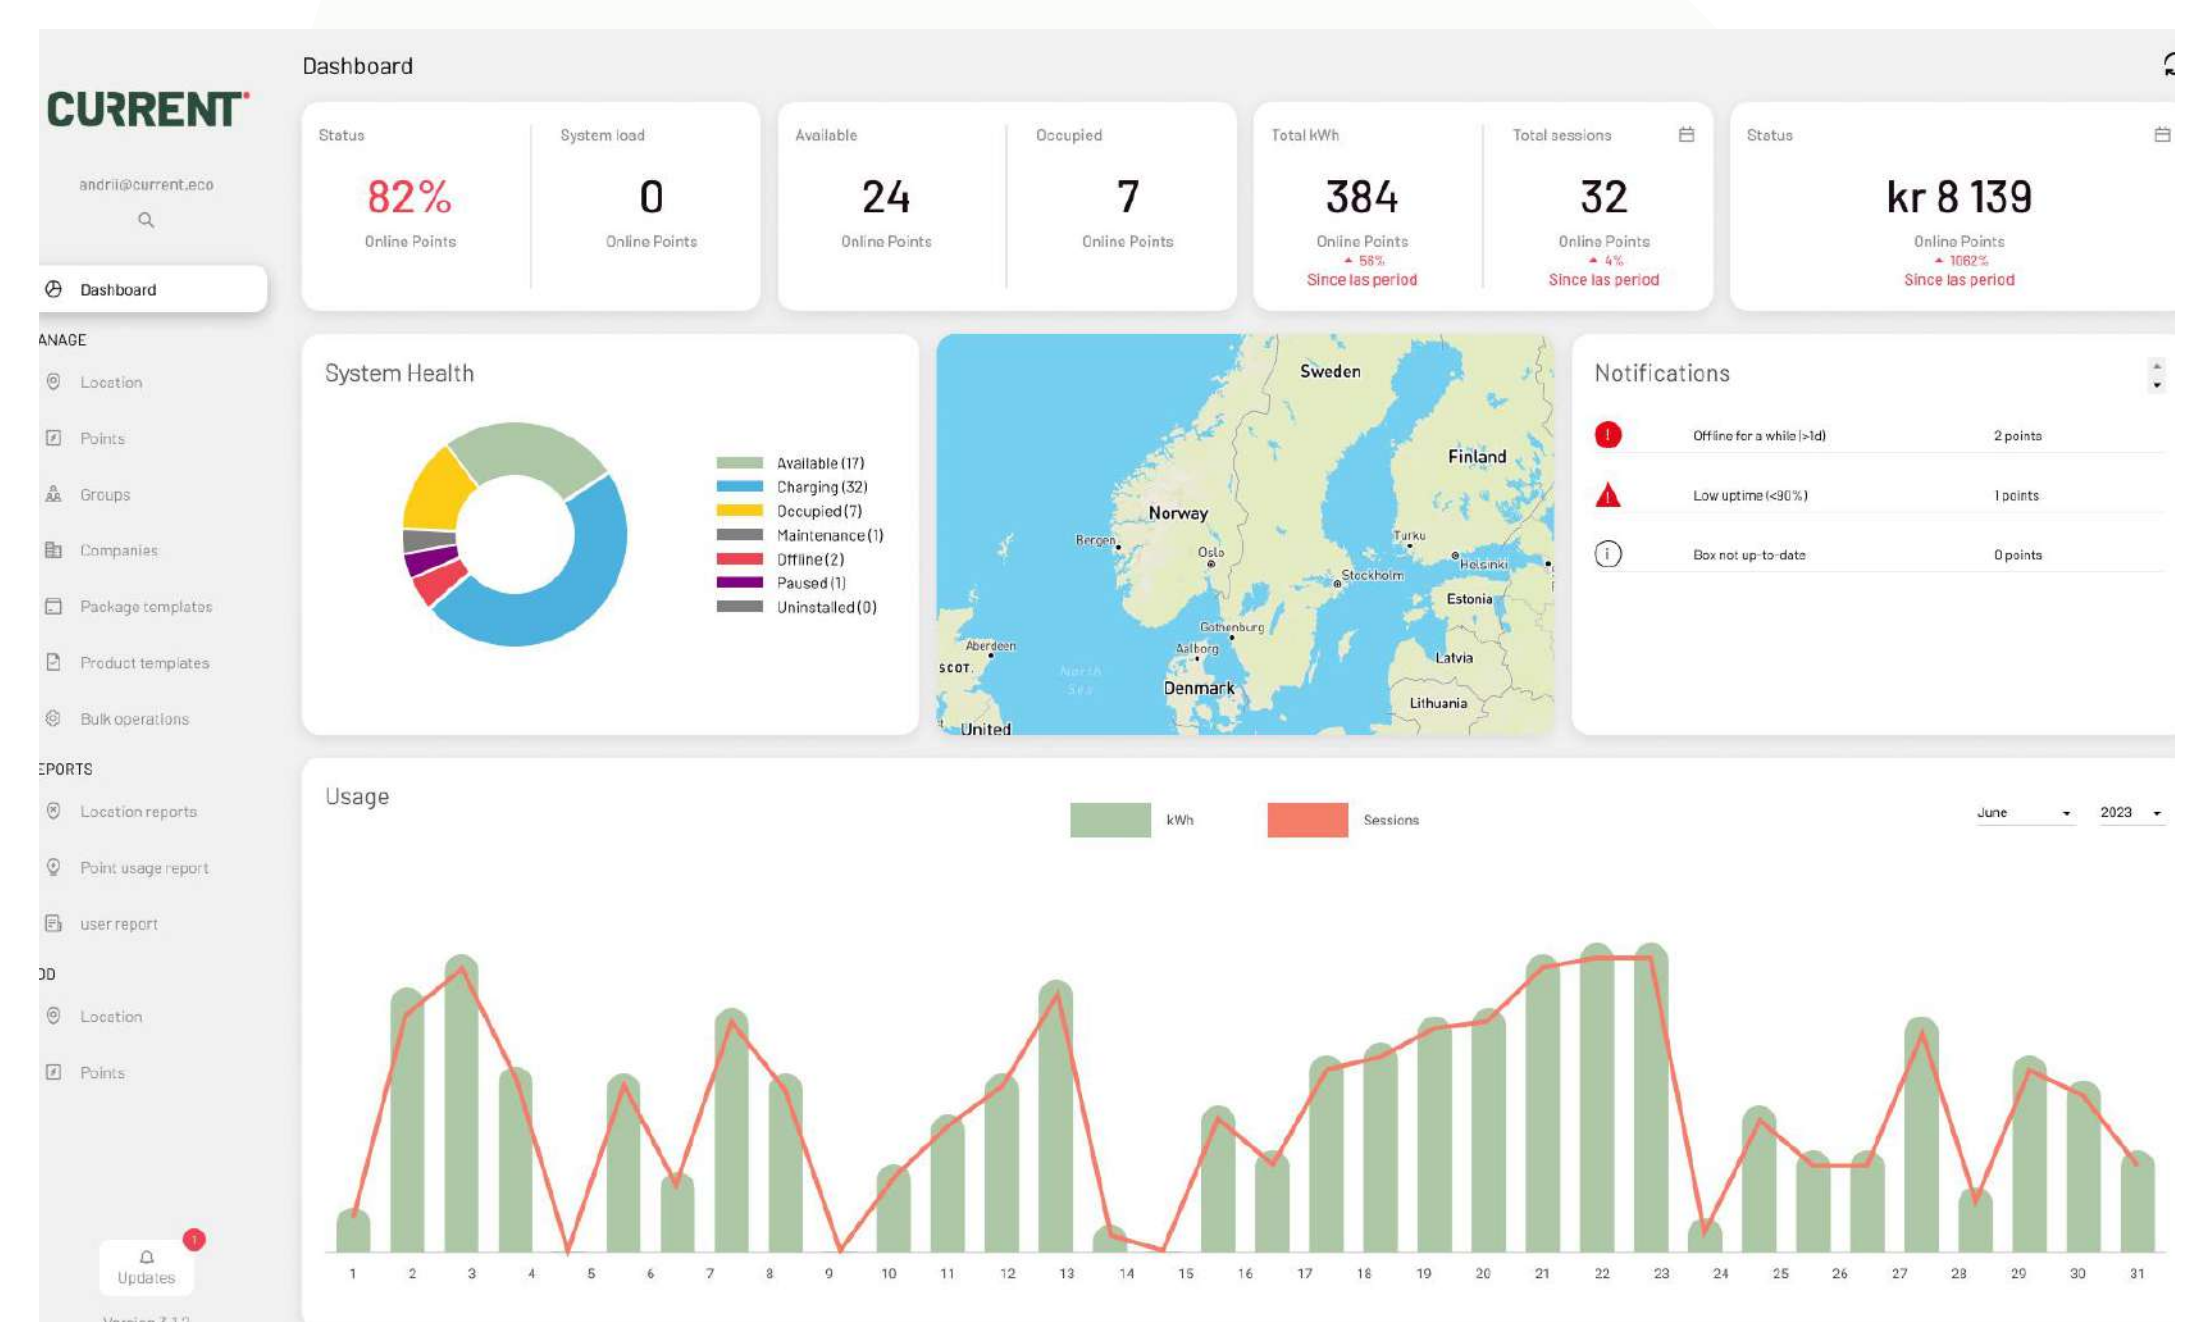 Dashboard
CURRENT
andrii@current.eco
Dashboard
ANAGE
Location
Points
Groups
Companies
Package templates
Product templates
Bulk operations
EPORTS
Location reports
Point usage report
user report
DD
Location
Points
1
Updates
Status
82%
Online Points
System load
0
Online Points
Available
24
Online Points
Occupied
7
Online Points
Total kWh
384
Online Points
56%
Since las period
Total sessions
32
Online Points
4%
Since las period
Status
kr 8 139
Online Points
1062%
Since las period
System Health
Available (17)
Charging (32)
Occupied (7)
Maintenance (1)
Offline (2)
Paused (1)
Uninstalled (0)
Sweden
Finland
Norway
Bergen
Oslo
Turku
Helsinki
Stockholm
Estonia
Gothenburg
Aberdeen
Aalborg
SCOT.
North
Sea
Latvia
Denmark
Lithuania
United
Notifications
Offline for a while (>1d) 2 points
Low uptime (<90%) 1 points
Box not up-to-date 0 points
Usage
kWh
Sessions
June
2023
1 2 3 4 5 6 7 8 9 10 11 12 13 14 15 16 17 18 19 20 21 22 23 24 25 26 27 28 29 30 31